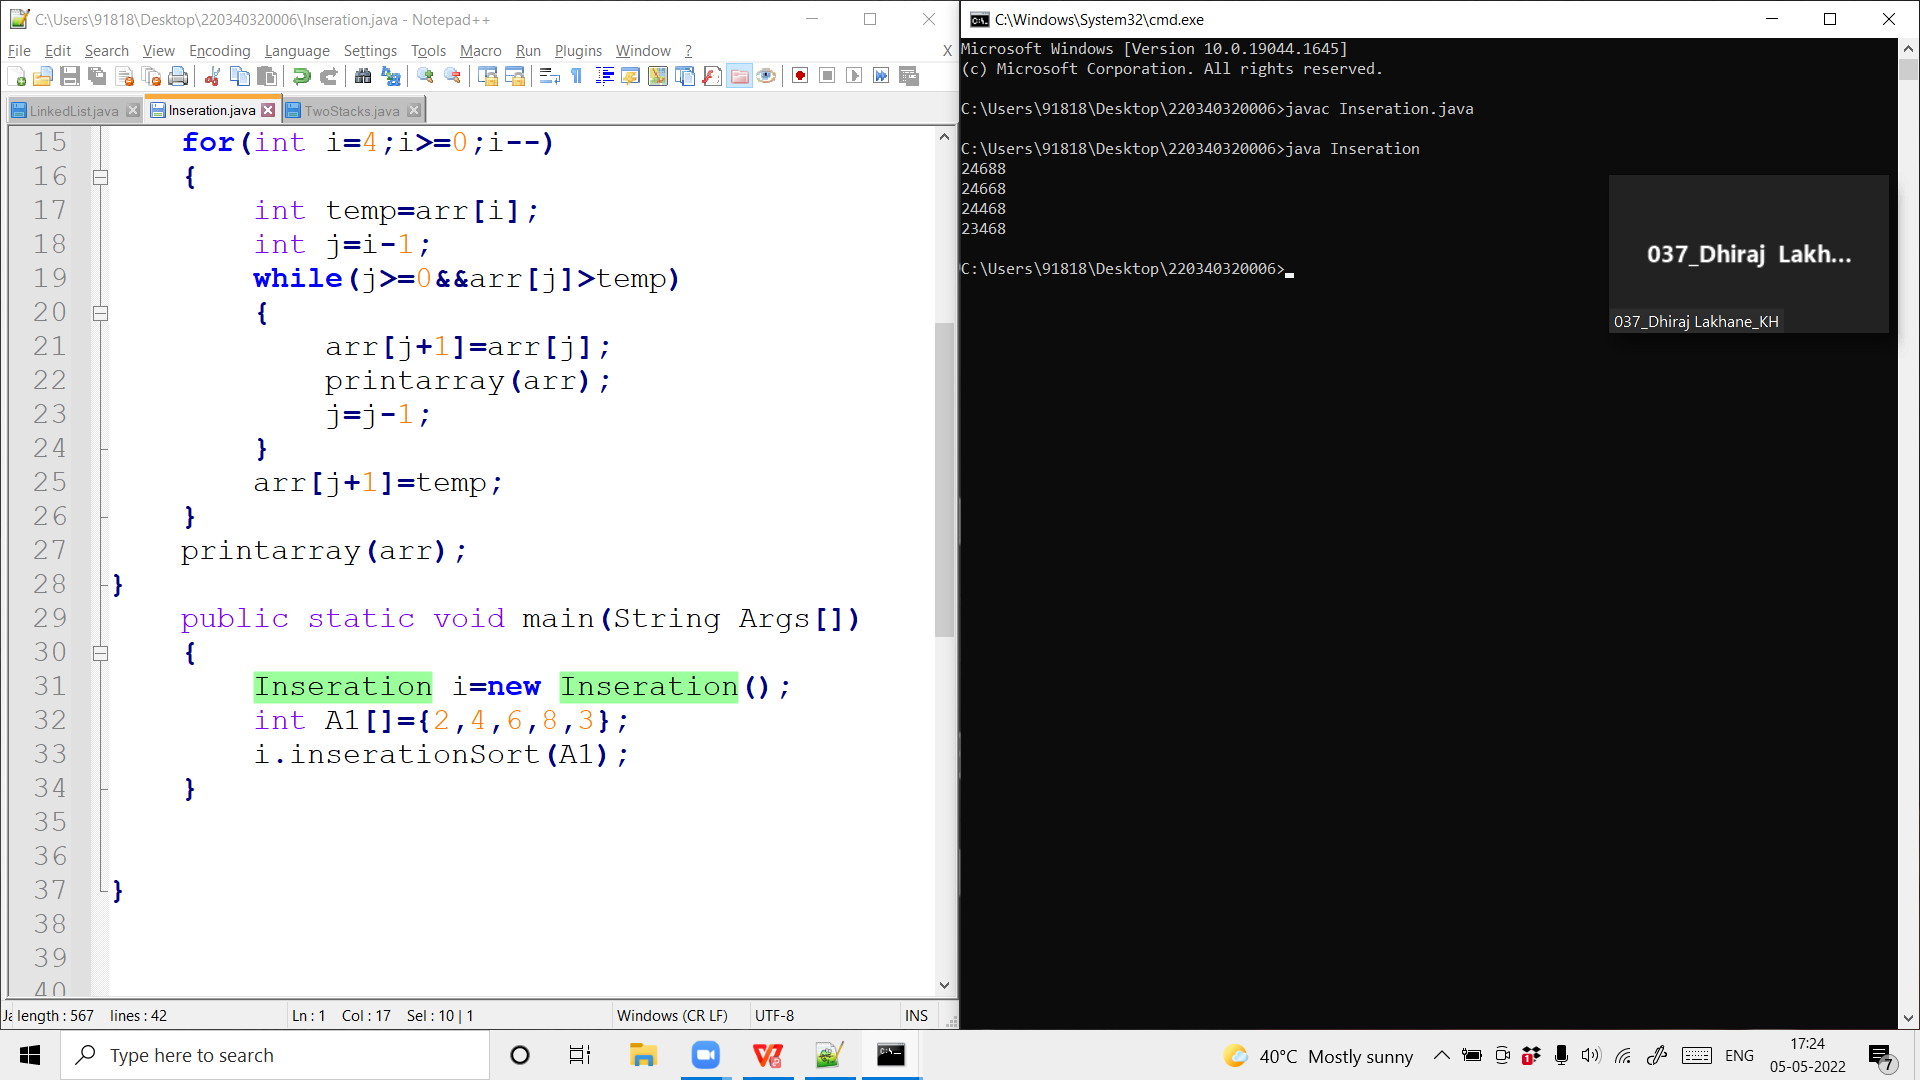 C:\Users\91818\Desktop\220340320006\Inseration.java - Notepad++
File Edit Search View Encoding Language Settings Tools Macro Run Plugins Window ? X
LinkedList.java Inseration.java TwoStacks.java
15 for(int i=4;i>=0;i--)
16 {
17 int temp=arr[i];
18 int j=i-1;
19 while(j>=0&&arr[j]>temp)
20 {
21 arr[j+1]=arr[j];
22 printarray(arr);
23 j=j-1;
24 }
25 arr[j+1]=temp;
26 }
27 printarray(arr);
28 }
29 public static void main(String Args[])
30 {
31 Inseration i=new Inseration();
32 int A1[]={2,4,6,8,3};
33 i.inserationSort(A1);
34 }
35
36
37 }
38
39
40
Ja length : 567 lines : 42 Ln : 1 Col : 17 Sel : 10 | 1 Windows (CR LF) UTF-8 INS
C:\Windows\System32\cmd.exe
Microsoft Windows [Version 10.0.19044.1645]
(c) Microsoft Corporation. All rights reserved.
C:\Users\91818\Desktop\220340320006>javac Inseration.java
C:\Users\91818\Desktop\220340320006>java Inseration
24688
24668
24468
23468
C:\Users\91818\Desktop\220340320006>
037_Dhiraj Lakh...
037_Dhiraj Lakhane_KH
Type here to search
40°C Mostly sunny
1
ENG
17:24
05-05-2022
7